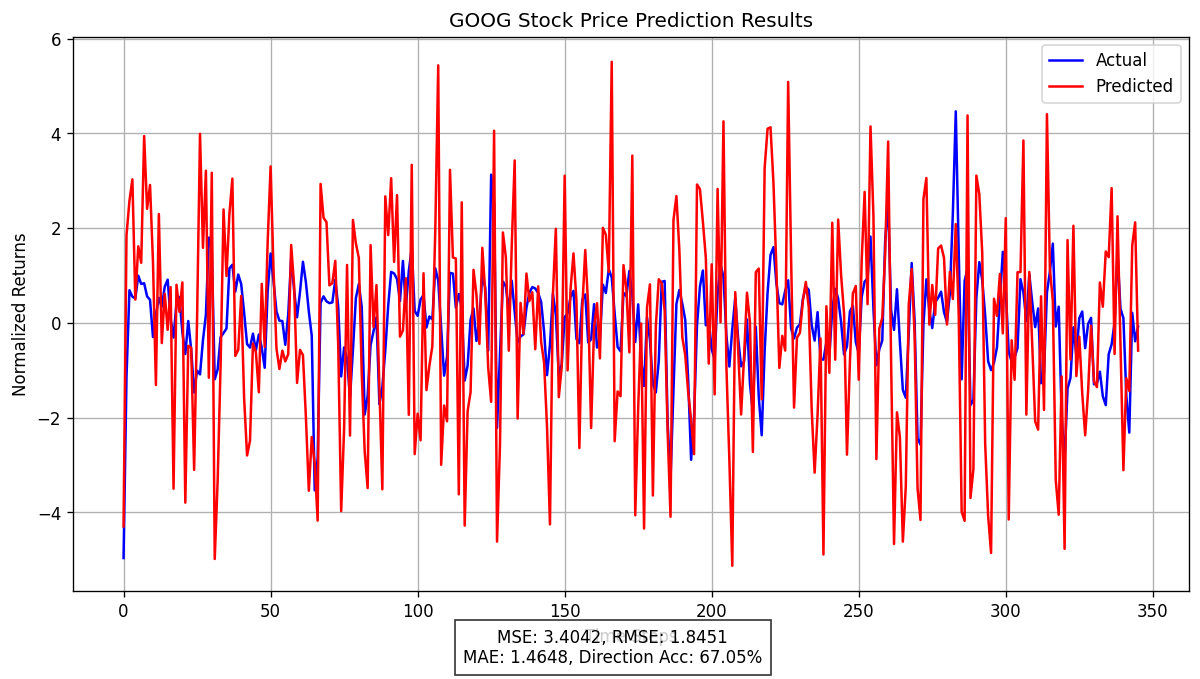 GOOG Stock Price Prediction Results
Actual
Predicted
Normalized Returns
6
4
2
0
−2
−4
0 50 100 150 200 250 300 350
MSE: 3.4042, RMSE: 1.8451
MAE: 1.4648, Direction Acc: 67.05%